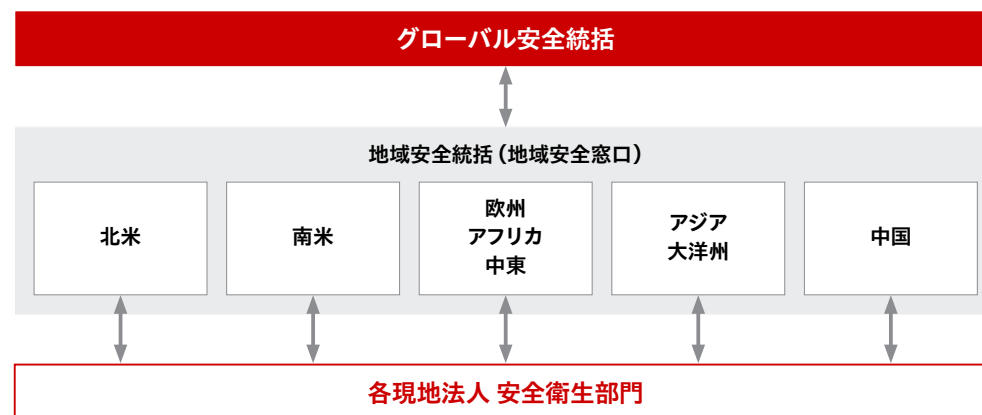 グローバル安全統括
地域安全統括（地域安全窓口）
北米
南米
欧州
アフリカ
中東
アジア
大洋州
中国
各現地法人 安全衛生部門